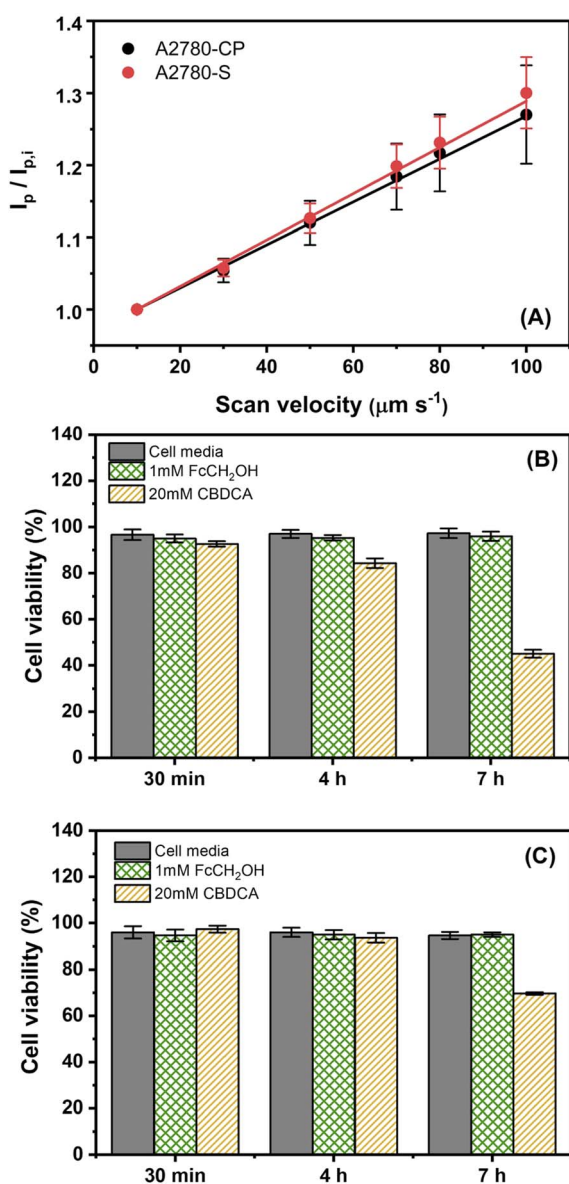 A2780-CP
A2780-S
1.4
1.3
1.2
1.1
1.0
Iₚ / Iₚ,ᵢ
(A)
0 20 40 60 80 100
Scan velocity (μm s⁻¹)
140
120
100
80
60
40
20
0
Cell viability (%)
Cell media
1mM FcCH₂OH
20mM CBDCA
(B)
30 min 4 h 7 h
140
120
100
80
60
40
20
0
Cell viability (%)
Cell media
1mM FcCH₂OH
20mM CBDCA
(C)
30 min 4 h 7 h